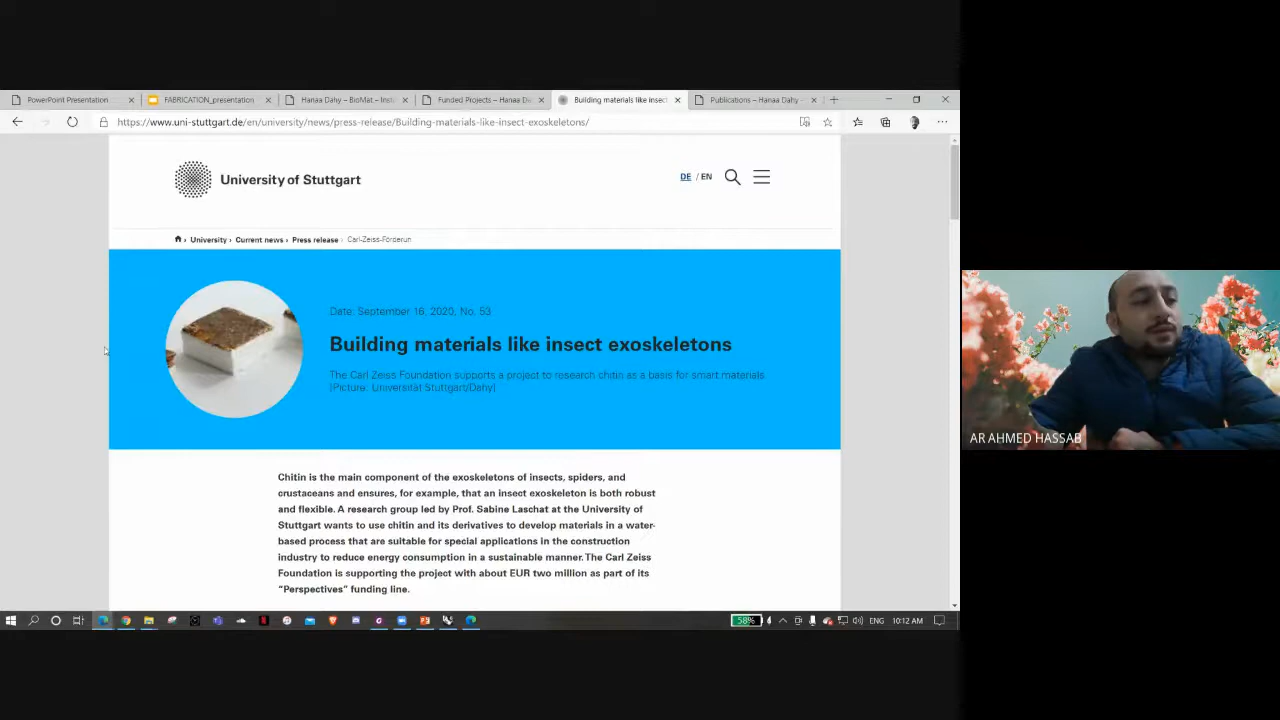 PowerPoint Presentation
FABRICATION_presentation
Hanaa Dahy – BioMat – Inst
Funded Projects – Hanaa D
Building materials like insect
Publications – Hanaa Dahy –
https://www.uni-stuttgart.de/en/university/news/press-release/Building-materials-like-insect-exoskeletons/
University of Stuttgart
DE / EN
University › Current news › Press release › Carl-Zeiss-Förderun
Date: September 16, 2020, No. 53
Building materials like insect exoskeletons
The Carl Zeiss Foundation supports a project to research chitin as a basis for smart materials
[Picture: Universität Stuttgart/Dahy]
Chitin is the main component of the exoskeletons of insects, spiders, and
crustaceans and ensures, for example, that an insect exoskeleton is both robust
and flexible. A research group led by Prof. Sabine Laschat at the University of
Stuttgart wants to use chitin and its derivatives to develop materials in a water-
based process that are suitable for special applications in the construction
industry to reduce energy consumption in a sustainable manner. The Carl Zeiss
Foundation is supporting the project with about EUR two million as part of its
"Perspectives" funding line.
AR AHMED HASSAB
58%
ENG
10:12 AM